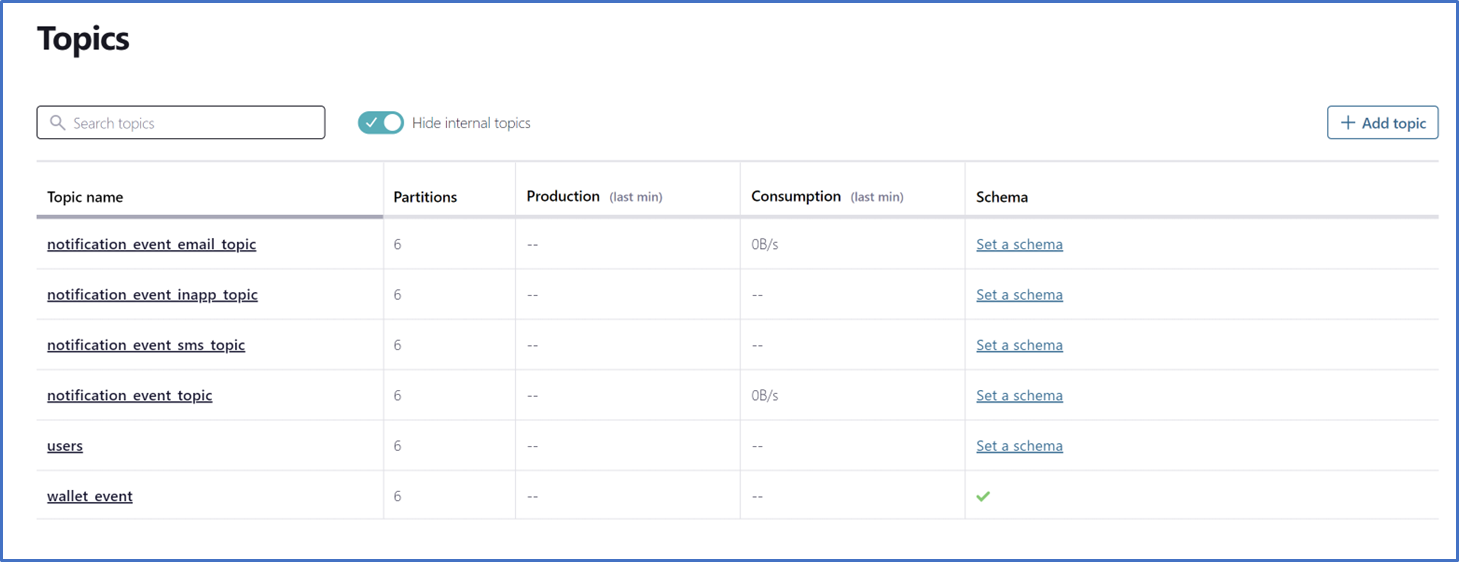 Topics
Search topics Hide internal topics + Add topic
Topic name Partitions Production (last min) Consumption (last min) Schema
notification_event_email_topic 6 -- 0B/s Set a schema
notification_event_inapp_topic 6 -- -- Set a schema
notification_event_sms_topic 6 -- -- Set a schema
notification_event_topic 6 -- 0B/s Set a schema
users 6 -- -- Set a schema
wallet_event 6 -- --